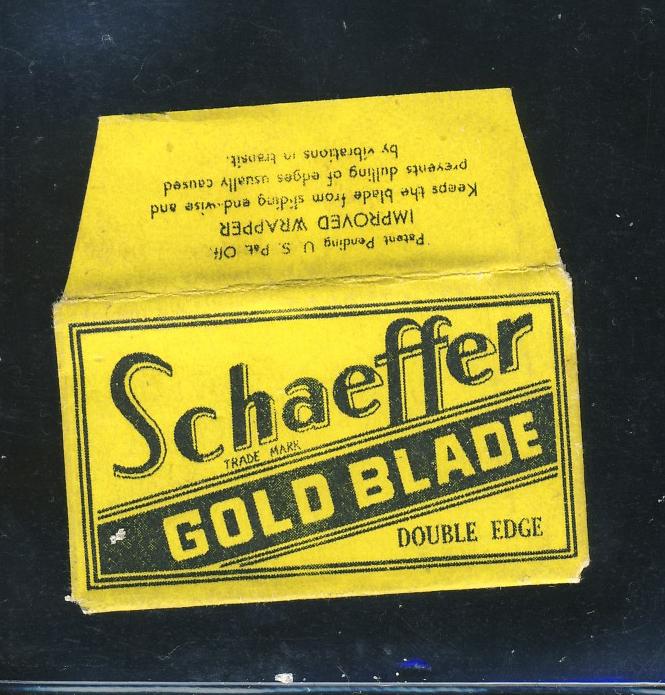 Patent Pending U. S. Pat. Off.
IMPROVED WRAPPER
Keeps the blade from sliding end-wise and
prevents dulling of edges usually caused
by vibrations in transit.
Schaeffer
TRADE MARK
GOLD BLADE
DOUBLE EDGE